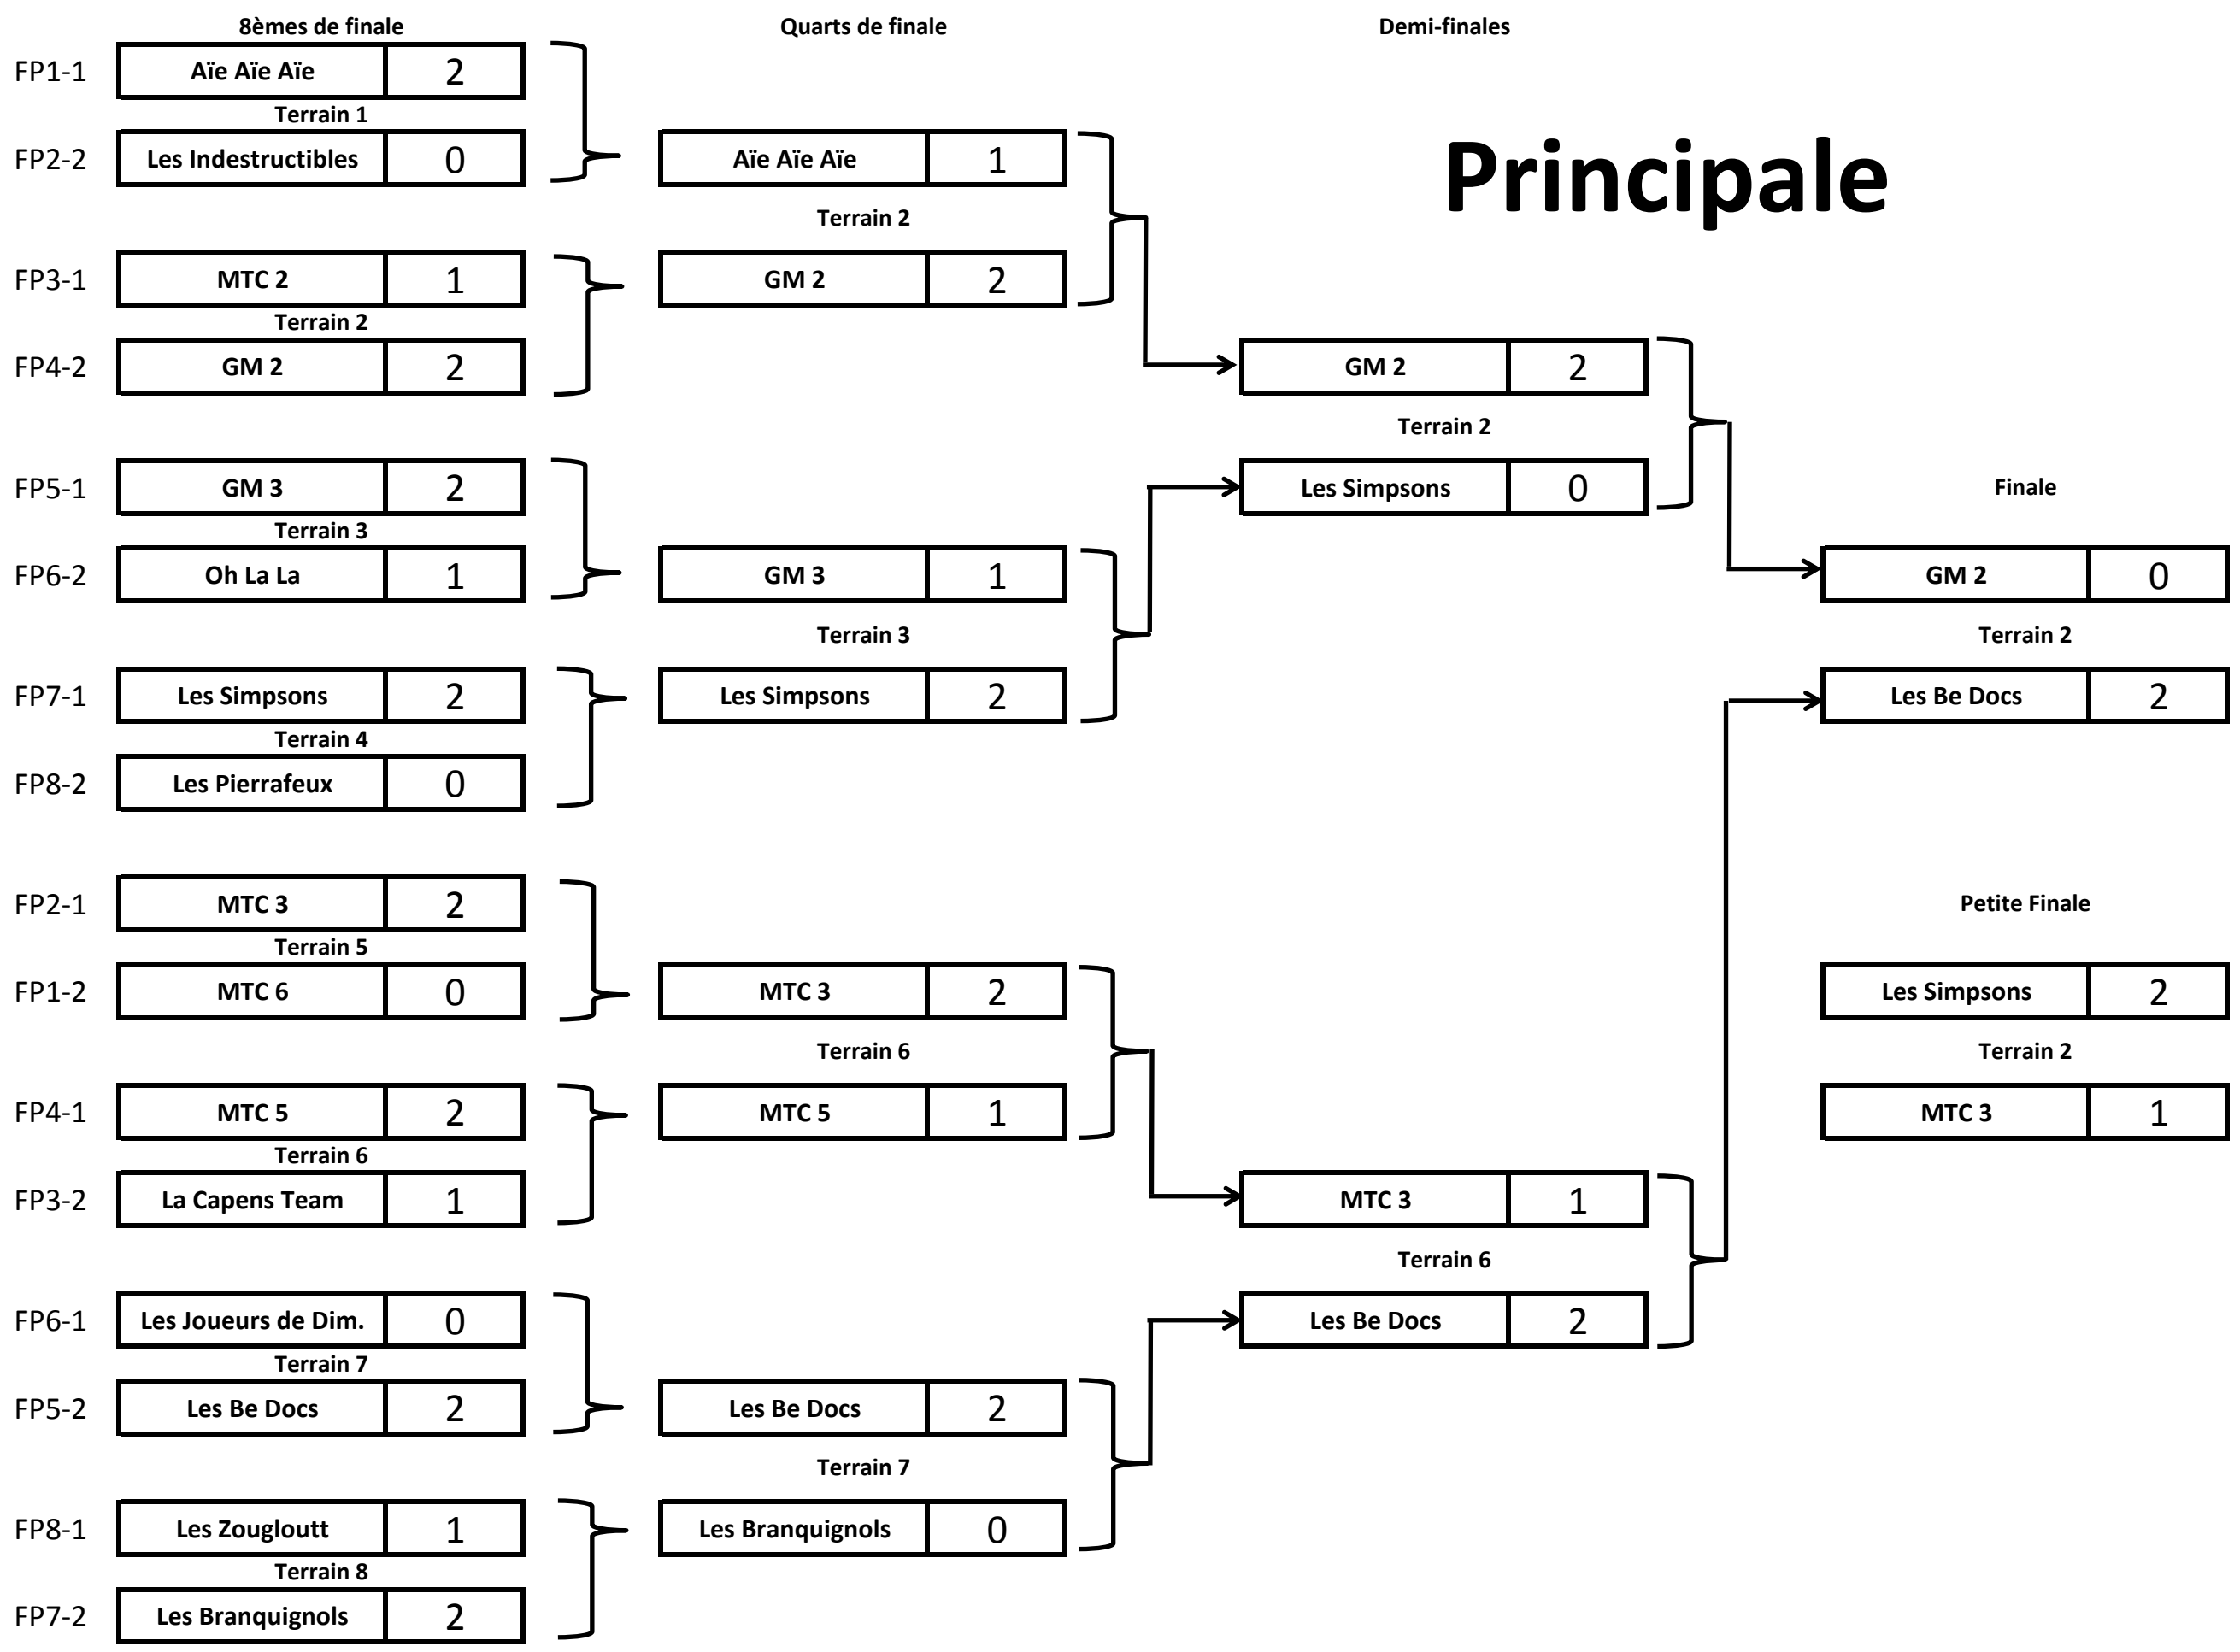 8èmes de finale Quarts de finale Demi-finales
Principale
FP1-1 Aïe Aïe Aïe 2
Terrain 1
FP2-2 Les Indestructibles 0 Aïe Aïe Aïe 1
Terrain 2
FP3-1 MTC 2 1 GM 2 2
Terrain 2
FP4-2 GM 2 2 GM 2 2
Terrain 2
FP5-1 GM 3 2 Les Simpsons 0 Finale
Terrain 3
FP6-2 Oh La La 1 GM 3 1 GM 2 0
Terrain 3 Terrain 2
FP7-1 Les Simpsons 2 Les Simpsons 2 Les Be Docs 2
Terrain 4
FP8-2 Les Pierrafeux 0
FP2-1 MTC 3 2 Petite Finale
Terrain 5
FP1-2 MTC 6 0 MTC 3 2 Les Simpsons 2
Terrain 6 Terrain 2
FP4-1 MTC 5 2 MTC 5 1 MTC 3 1
Terrain 6
FP3-2 La Capens Team 1 MTC 3 1
Terrain 6
FP6-1 Les Joueurs de Dim. 0 Les Be Docs 2
Terrain 7
FP5-2 Les Be Docs 2 Les Be Docs 2
Terrain 7
FP8-1 Les Zougloutt 1 Les Branquignols 0
Terrain 8
FP7-2 Les Branquignols 2